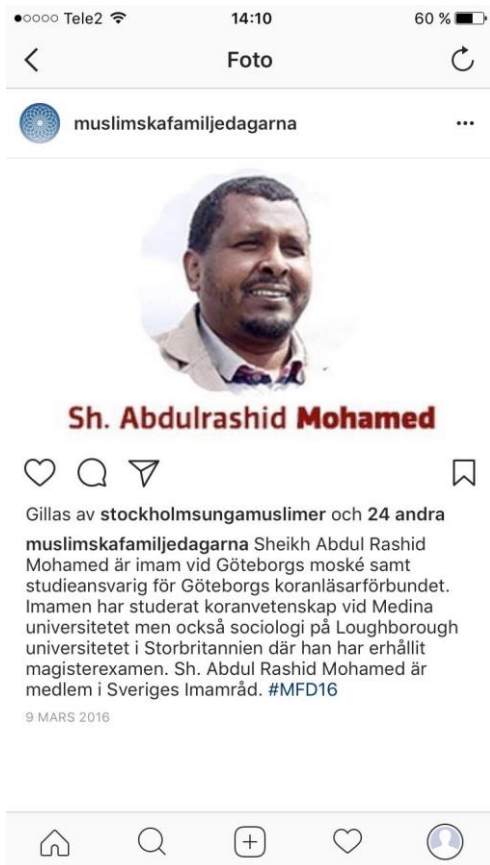 ●oooo Tele2 14:10 60 %
Foto
muslimskafamiljedagarna
Sh. Abdulrashid Mohamed
Gillas av stockholmsungamuslimer och 24 andra
muslimskafamiljedagarna Sheikh Abdul Rashid
Mohamed är imam vid Göteborgs moské samt
studieansvarig för Göteborgs koranläsarförbundet.
Imamen har studerat koranvetenskap vid Medina
universitetet men också sociologi på Loughborough
universitetet i Storbritannien där han har erhållit
magisterexamen. Sh. Abdul Rashid Mohamed är
medlem i Sveriges Imamråd. #MFD16
9 MARS 2016